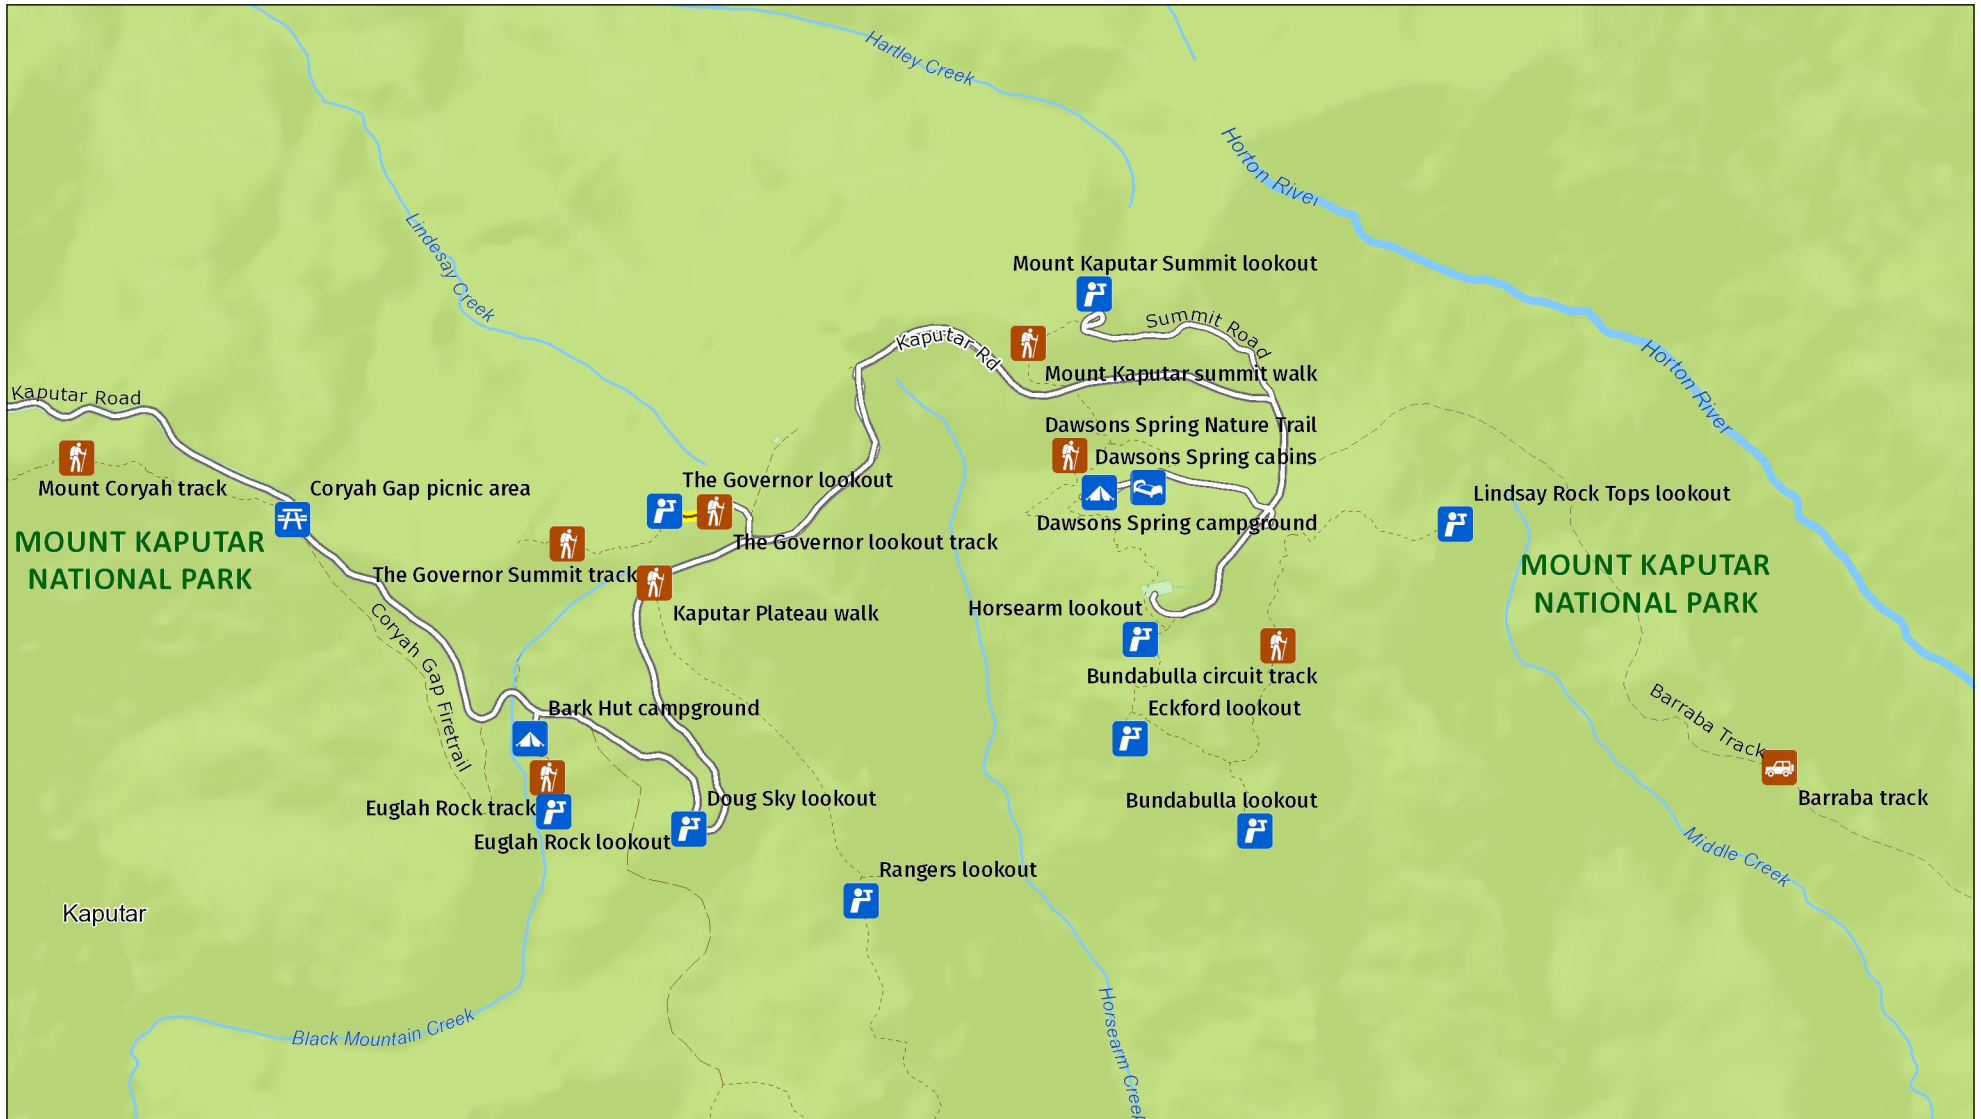 Hartley Creek
Horton River
Lindesay Creek
Mount Kaputar Summit lookout
Summit Road
Kaputar Rd
Horton River
Mount Kaputar summit walk
Kaputar Road
Dawsons Spring Nature Trail
Dawsons Spring cabins
Mount Coryah track
Coryah Gap picnic area
The Governor lookout
Lindsay Rock Tops lookout
Dawsons Spring campground
MOUNT KAPUTAR
NATIONAL PARK
The Governor lookout track
MOUNT KAPUTAR
NATIONAL PARK
The Governor Summit track
Kaputar Plateau walk
Horsearm lookout
Coryah Gap Firetrail
Bundabulla circuit track
Bark Hut campground
Eckford lookout
Barraba Track
Euglah Rock track
Doug Sky lookout
Bundabulla lookout
Barraba track
Euglah Rock lookout
Rangers lookout
Middle Creek
Kaputar
Black Mountain Creek
Horsearm Creek